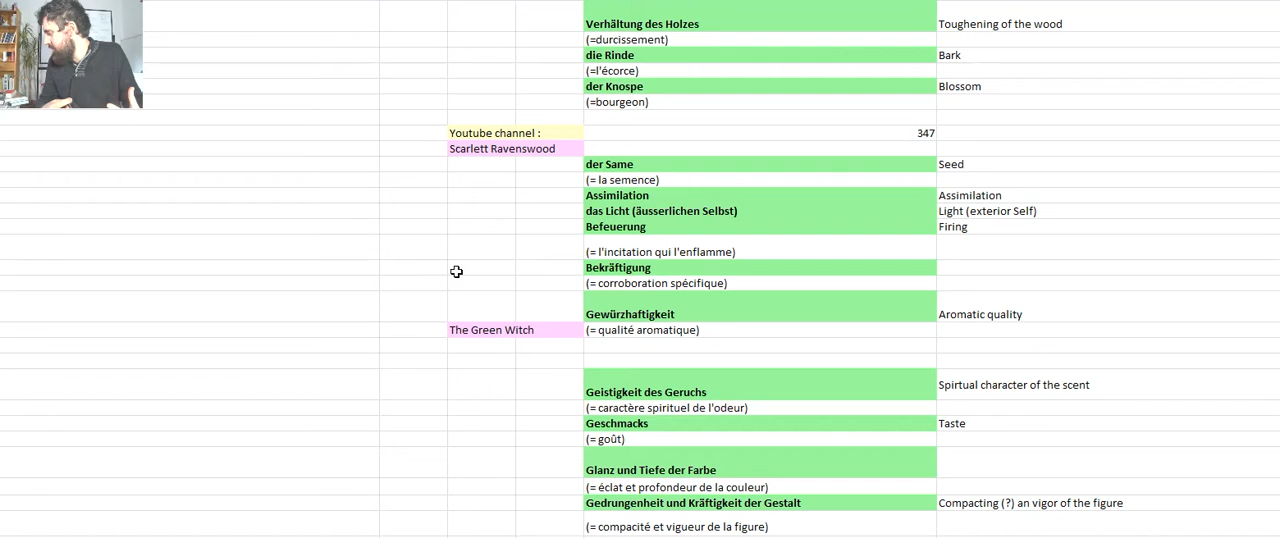 Verhältung des Holzes Toughening of the wood
(=durcissement)
die Rinde Bark
(=l'écorce)
der Knospe Blossom
(=bourgeon)
Youtube channel : 347
Scarlett Ravenswood
der Same Seed
(= la semence)
Assimilation Assimilation
das Licht (äusserlichen Selbst) Light (exterior Self)
Befeuerung Firing
(= l'incitation qui l'enflamme)
Bekräftigung
(= corroboration spécifique)
Gewürzhaftigkeit Aromatic quality
The Green Witch (= qualité aromatique)
Geistigkeit des Geruchs Spirtual character of the scent
(= caractère spirituel de l'odeur)
Geschmacks Taste
(= goût)
Glanz und Tiefe der Farbe
(= éclat et profondeur de la couleur)
Gedrungenheit und Kräftigkeit der Gestalt Compacting (?) an vigor of the figure
(= compacité et vigueur de la figure)